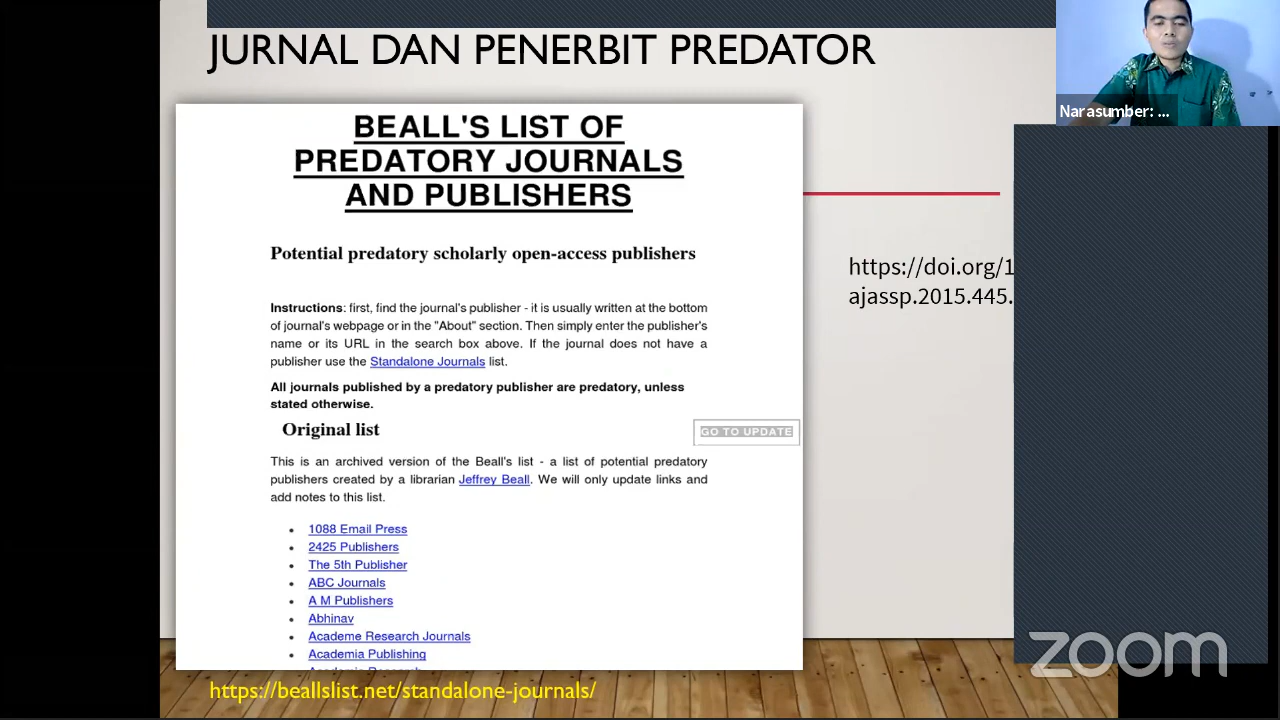 JURNAL DAN PENERBIT PREDATOR
Narasumber: ...
BEALL'S LIST OF
PREDATORY JOURNALS
AND PUBLISHERS
Potential predatory scholarly open-access publishers
Instructions: first, find the journal's publisher - it is usually written at the bottom
of journal's webpage or in the "About" section. Then simply enter the publisher's
name or its URL in the search box above. If the journal does not have a
publisher use the Standalone Journals list.
All journals published by a predatory publisher are predatory, unless
stated otherwise.
Original list
GO TO UPDATE
This is an archived version of the Beall's list - a list of potential predatory
publishers created by a librarian Jeffrey Beall. We will only update links and
add notes to this list.
1088 Email Press
2425 Publishers
The 5th Publisher
ABC Journals
A M Publishers
Abhinav
Academe Research Journals
Academia Publishing
https://beallslist.net/standalone-journals/
https://doi.org/1
ajassp.2015.445.
zoom